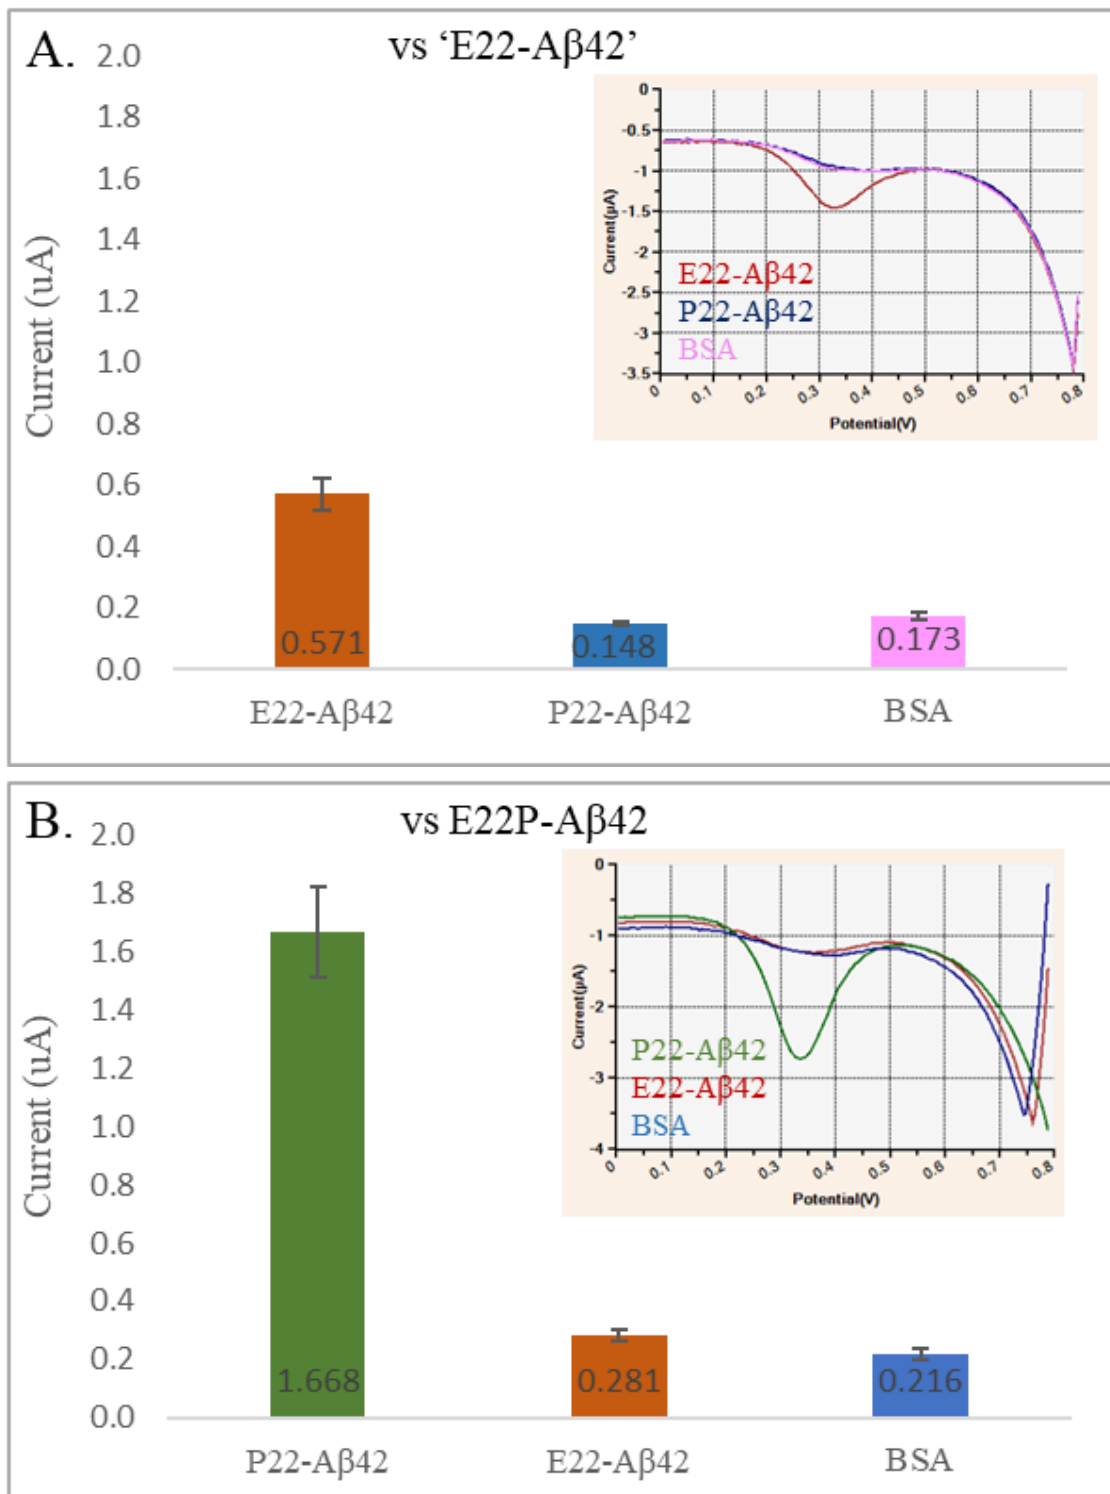 A.
vs ‘E22-Aβ42’
Current (uA)
2.0
1.8
1.6
1.4
1.2
1.0
0.8
0.6
0.4
0.2
0.0
0.571
0.148
0.173
E22-Aβ42
P22-Aβ42
BSA
Current(µA)
0
-0.5
-1
-1.5
-2
-2.5
-3
-3.5
E22-Aβ42
P22-Aβ42
BSA
0 0.1 0.2 0.3 0.4 0.5 0.6 0.7 0.8
Potential(V)
B.
vs E22P-Aβ42
Current (uA)
2.0
1.8
1.6
1.4
1.2
1.0
0.8
0.6
0.4
0.2
0.0
1.668
0.281
0.216
P22-Aβ42
E22-Aβ42
BSA
Current(µA)
0
-1
-2
-3
-4
P22-Aβ42
E22-Aβ42
BSA
0 0.1 0.2 0.3 0.4 0.5 0.6 0.7 0.8
Potential(V)